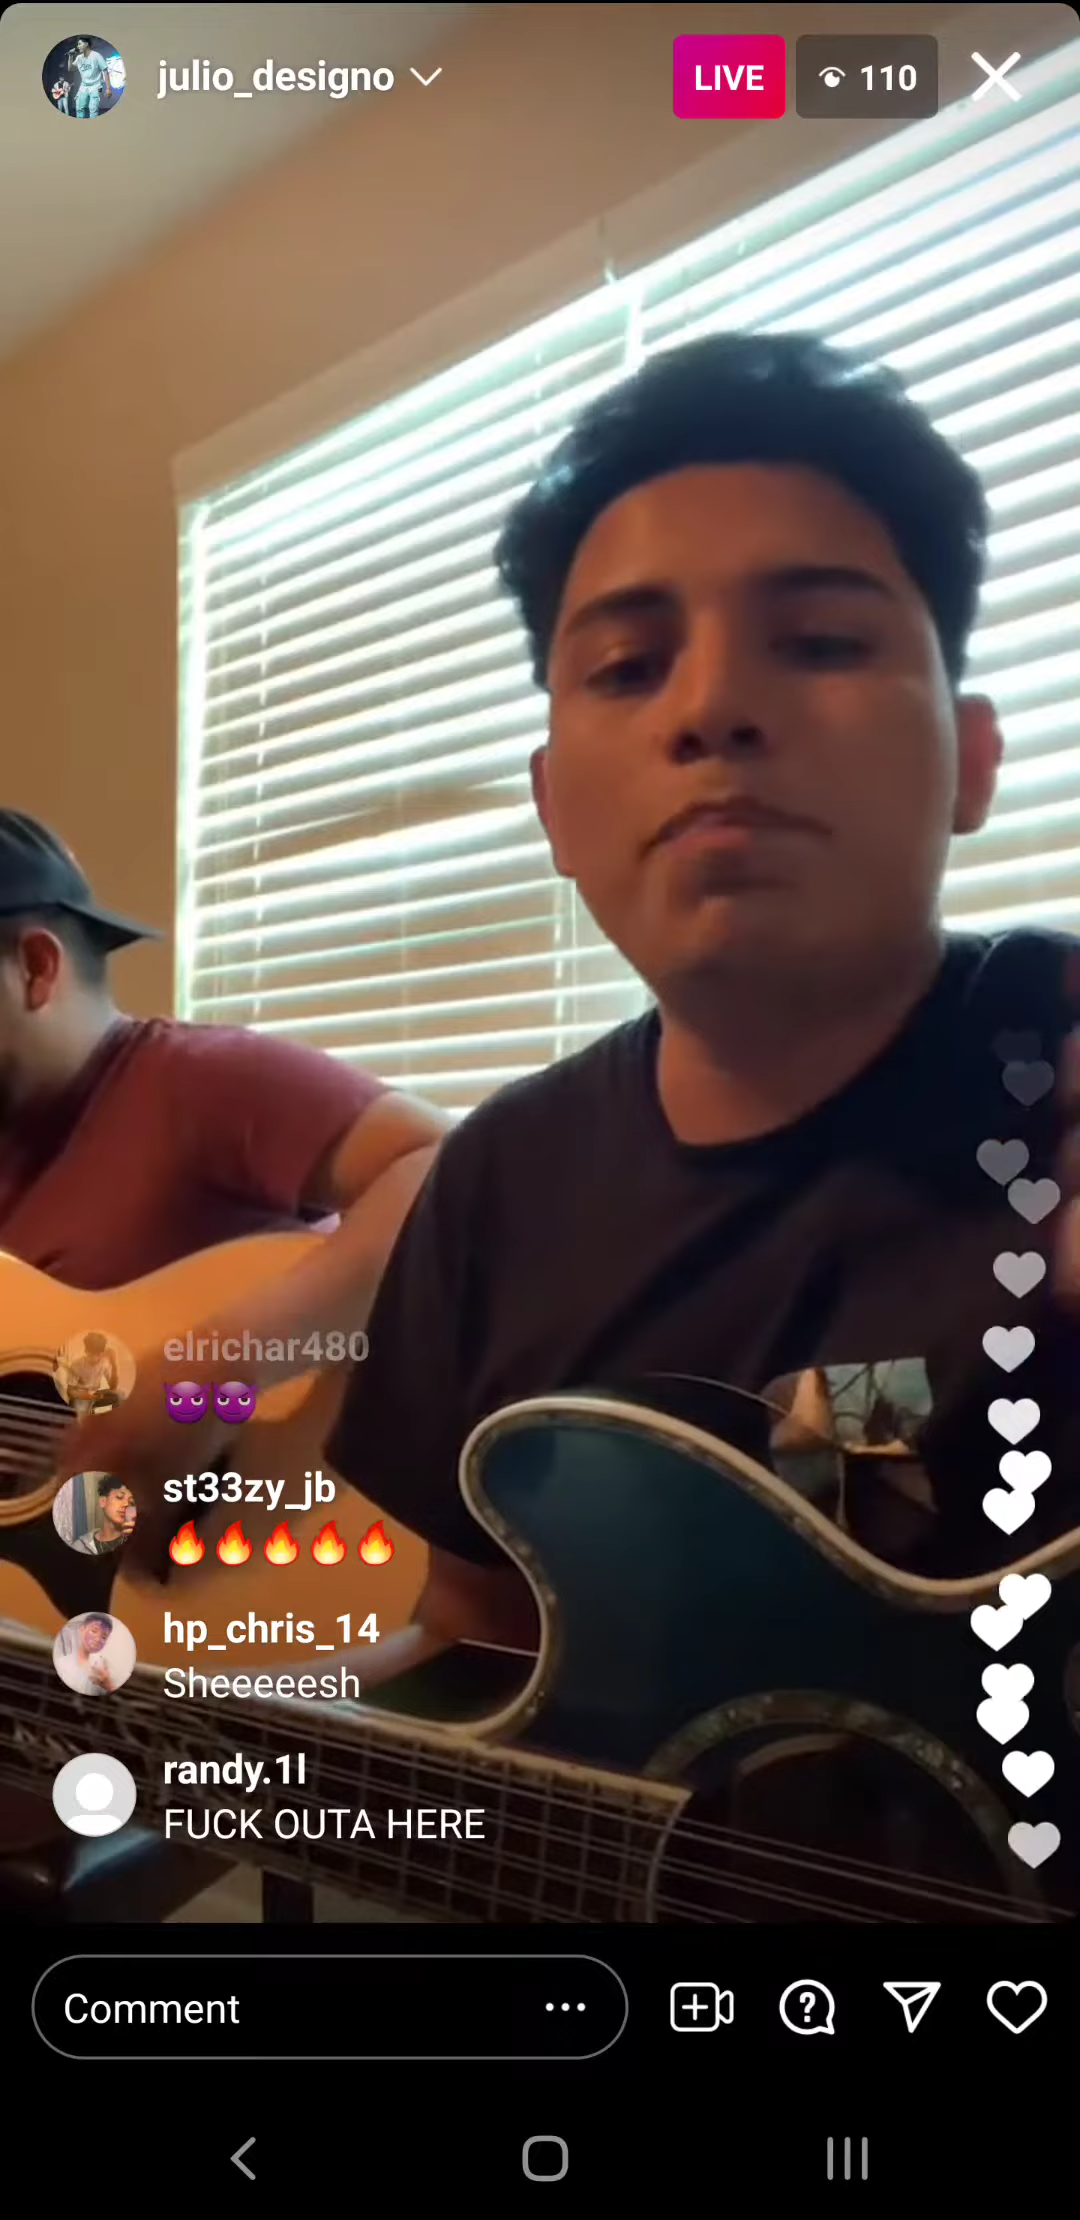 julio_designo
LIVE
110
elrichar480
😈😈
st33zy_jb
🔥🔥🔥🔥🔥
hp_chris_14
Sheeeeesh
randy.1l
FUCK OUTA HERE
Comment